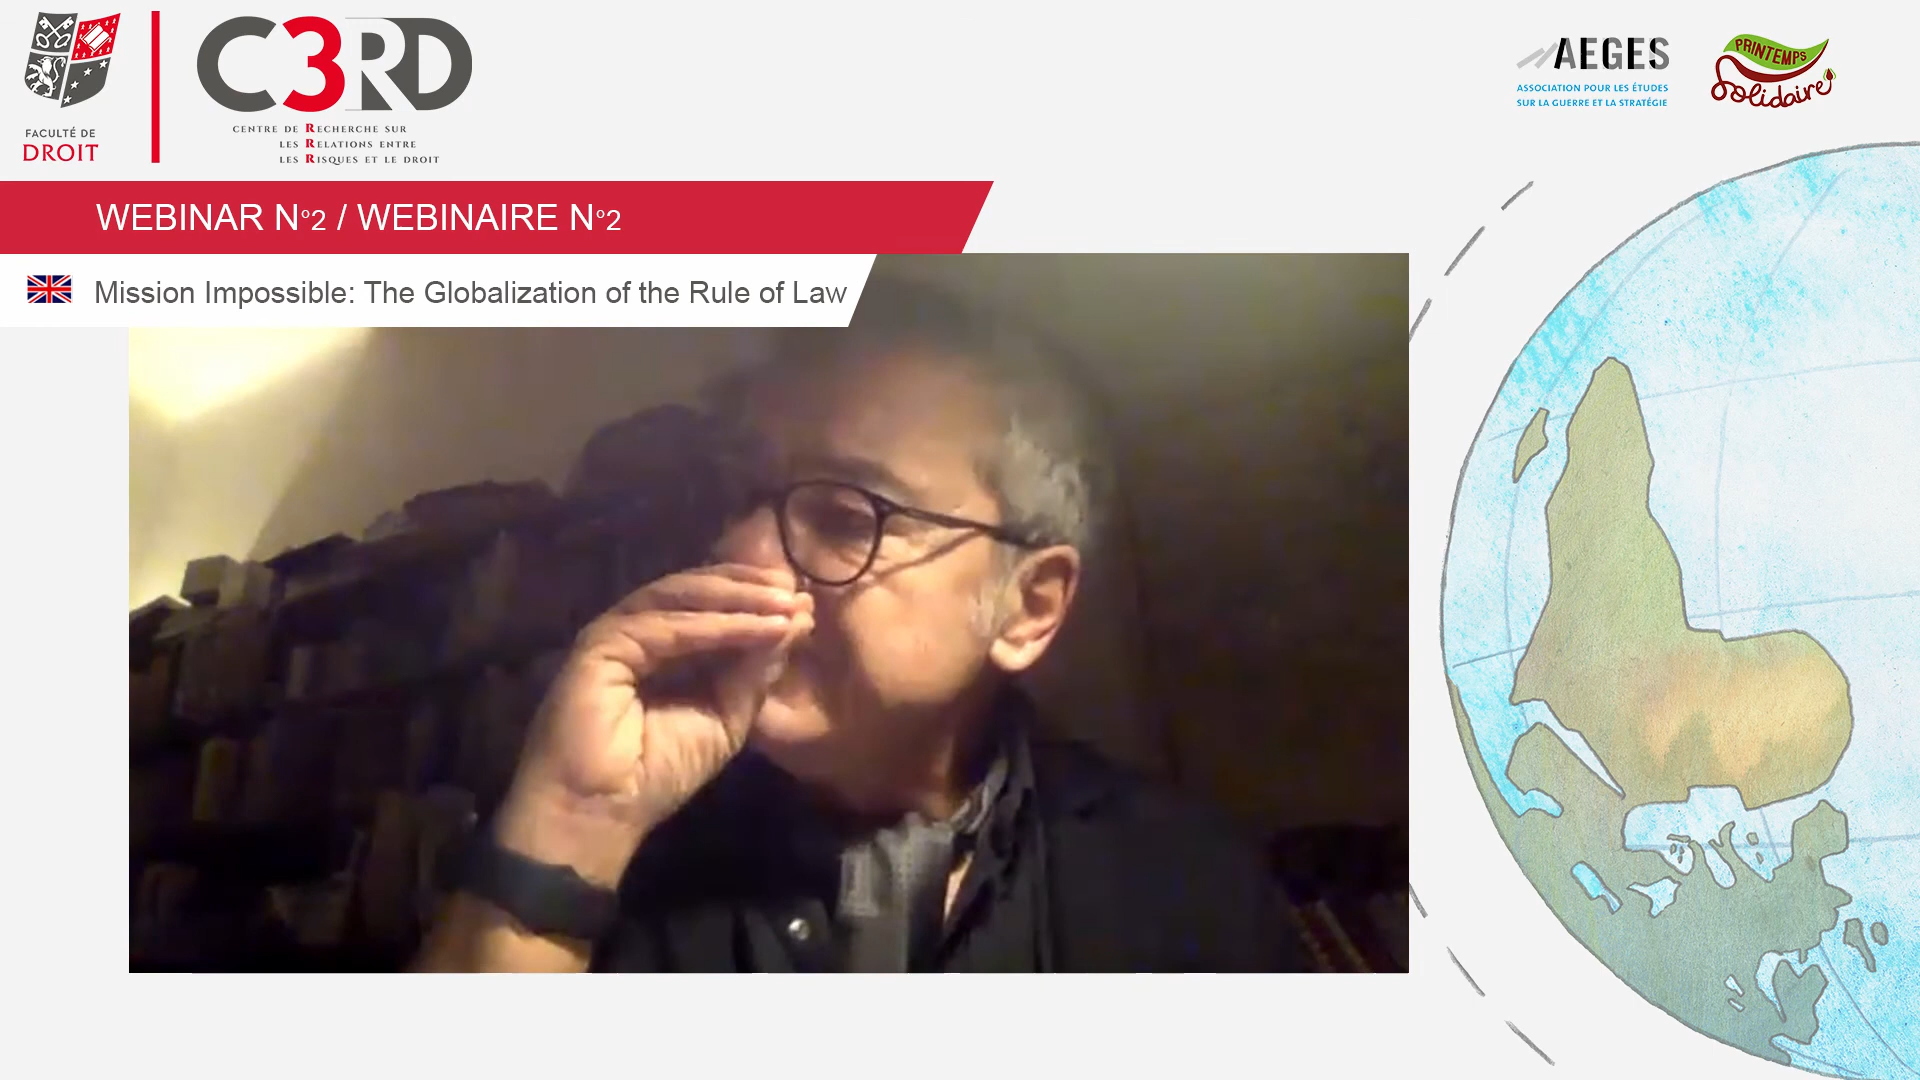 FACULTÉ DE
DROIT
C3RD
CENTRE DE RECHERCHE SUR
LES RELATIONS ENTRE
LES RISQUES ET LE DROIT
AEGES
ASSOCIATION POUR LES ÉTUDES
SUR LA GUERRE ET LA STRATÉGIE
PRINTEMPS
Solidaire
WEBINAR N°2 / WEBINAIRE N°2
Mission Impossible: The Globalization of the Rule of Law